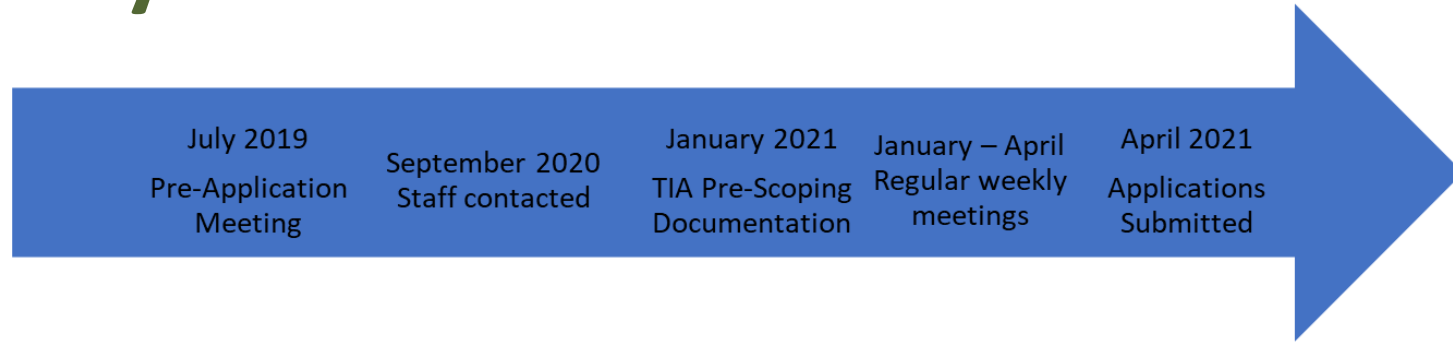 July 2019
Pre-Application
Meeting
September 2020
Staff contacted
January 2021
TIA Pre-Scoping
Documentation
January – April
Regular weekly
meetings
April 2021
Applications
Submitted